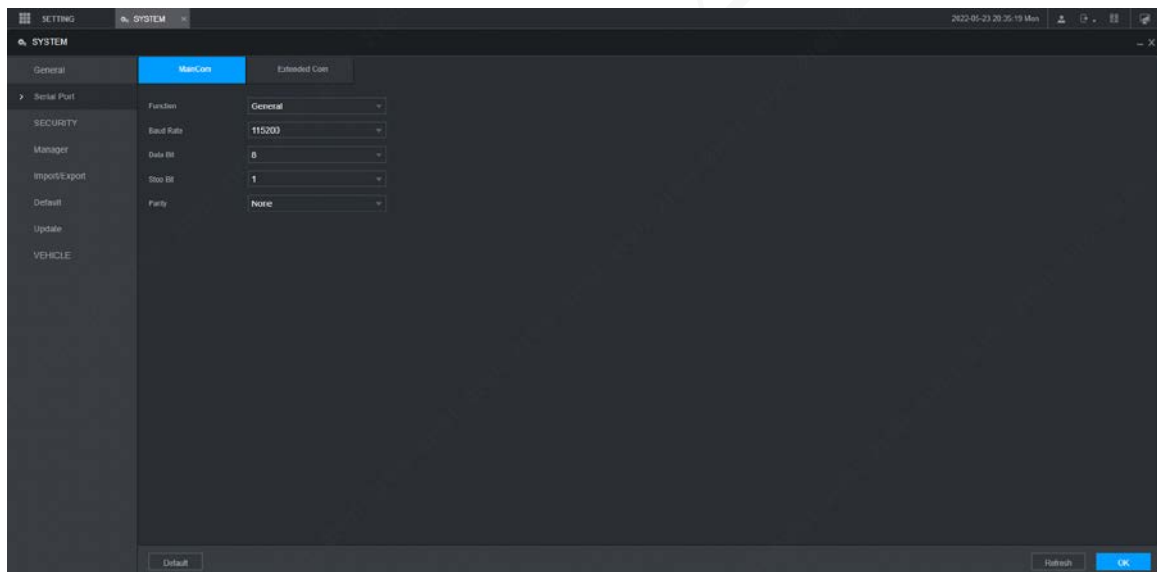 SETTING SYSTEM × 2022-05-23 20:35:19 Mon
SYSTEM
General
MainCom Extended Com
Serial Port
Function General
SECURITY
Baud Rate 115200
Manager
Data Bit 8
Import/Export
Stop Bit 1
Default
Parity None
Update
VEHICLE
Default Refresh OK